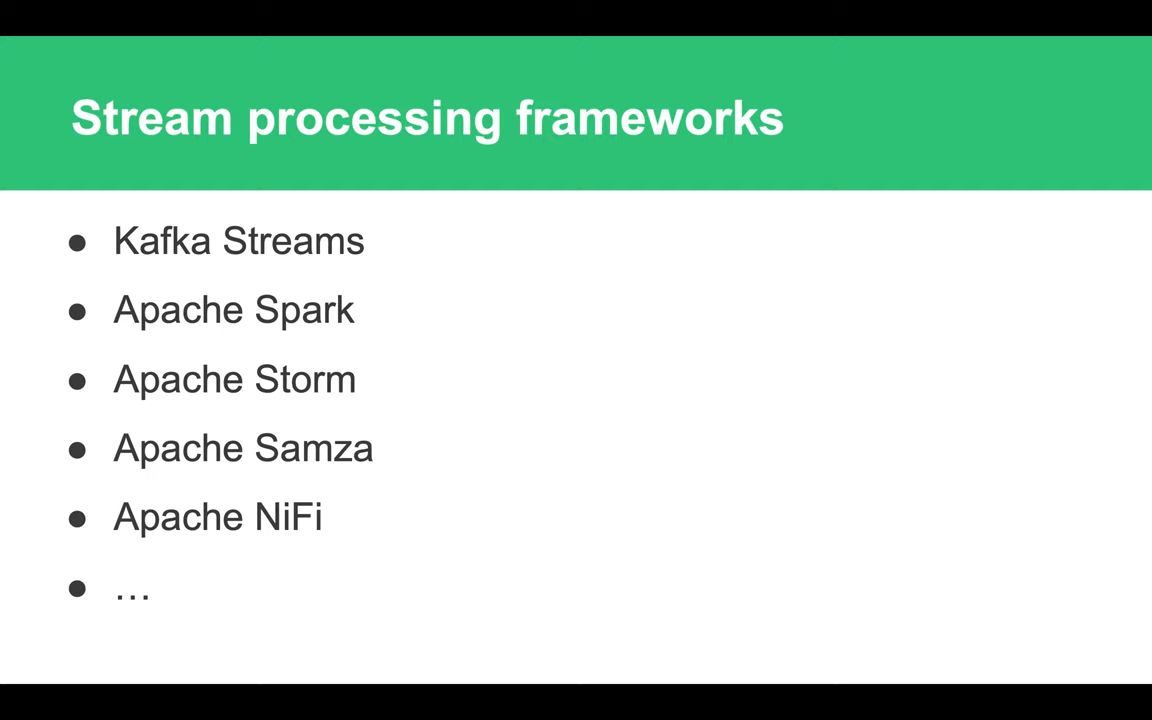 Stream processing frameworks
● Kafka Streams
● Apache Spark
● Apache Storm
● Apache Samza
● Apache NiFi
● …